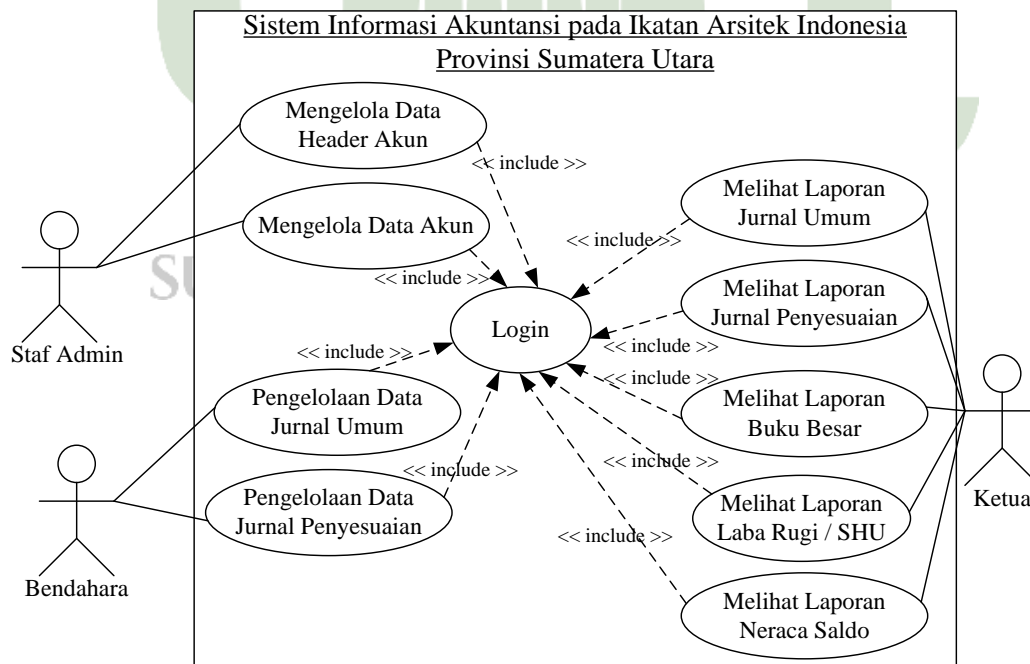 Sistem Informasi Akuntansi pada Ikatan Arsitek Indonesia
Provinsi Sumatera Utara
Mengelola Data
Header Akun
<< include >>
Mengelola Data Akun
<< include >>
Staf Admin
Login
<< include >>
Pengelolaan Data
Jurnal Umum
<< include >>
Pengelolaan Data
Jurnal Penyesuaian
Bendahara
Melihat Laporan
Jurnal Umum
<< include >>
Melihat Laporan
Jurnal Penyesuaian
<< include >>
<< include >>
Melihat Laporan
Buku Besar
<< include >>
Melihat Laporan
Laba Rugi / SHU
<< include >>
Melihat Laporan
Neraca Saldo
Ketua